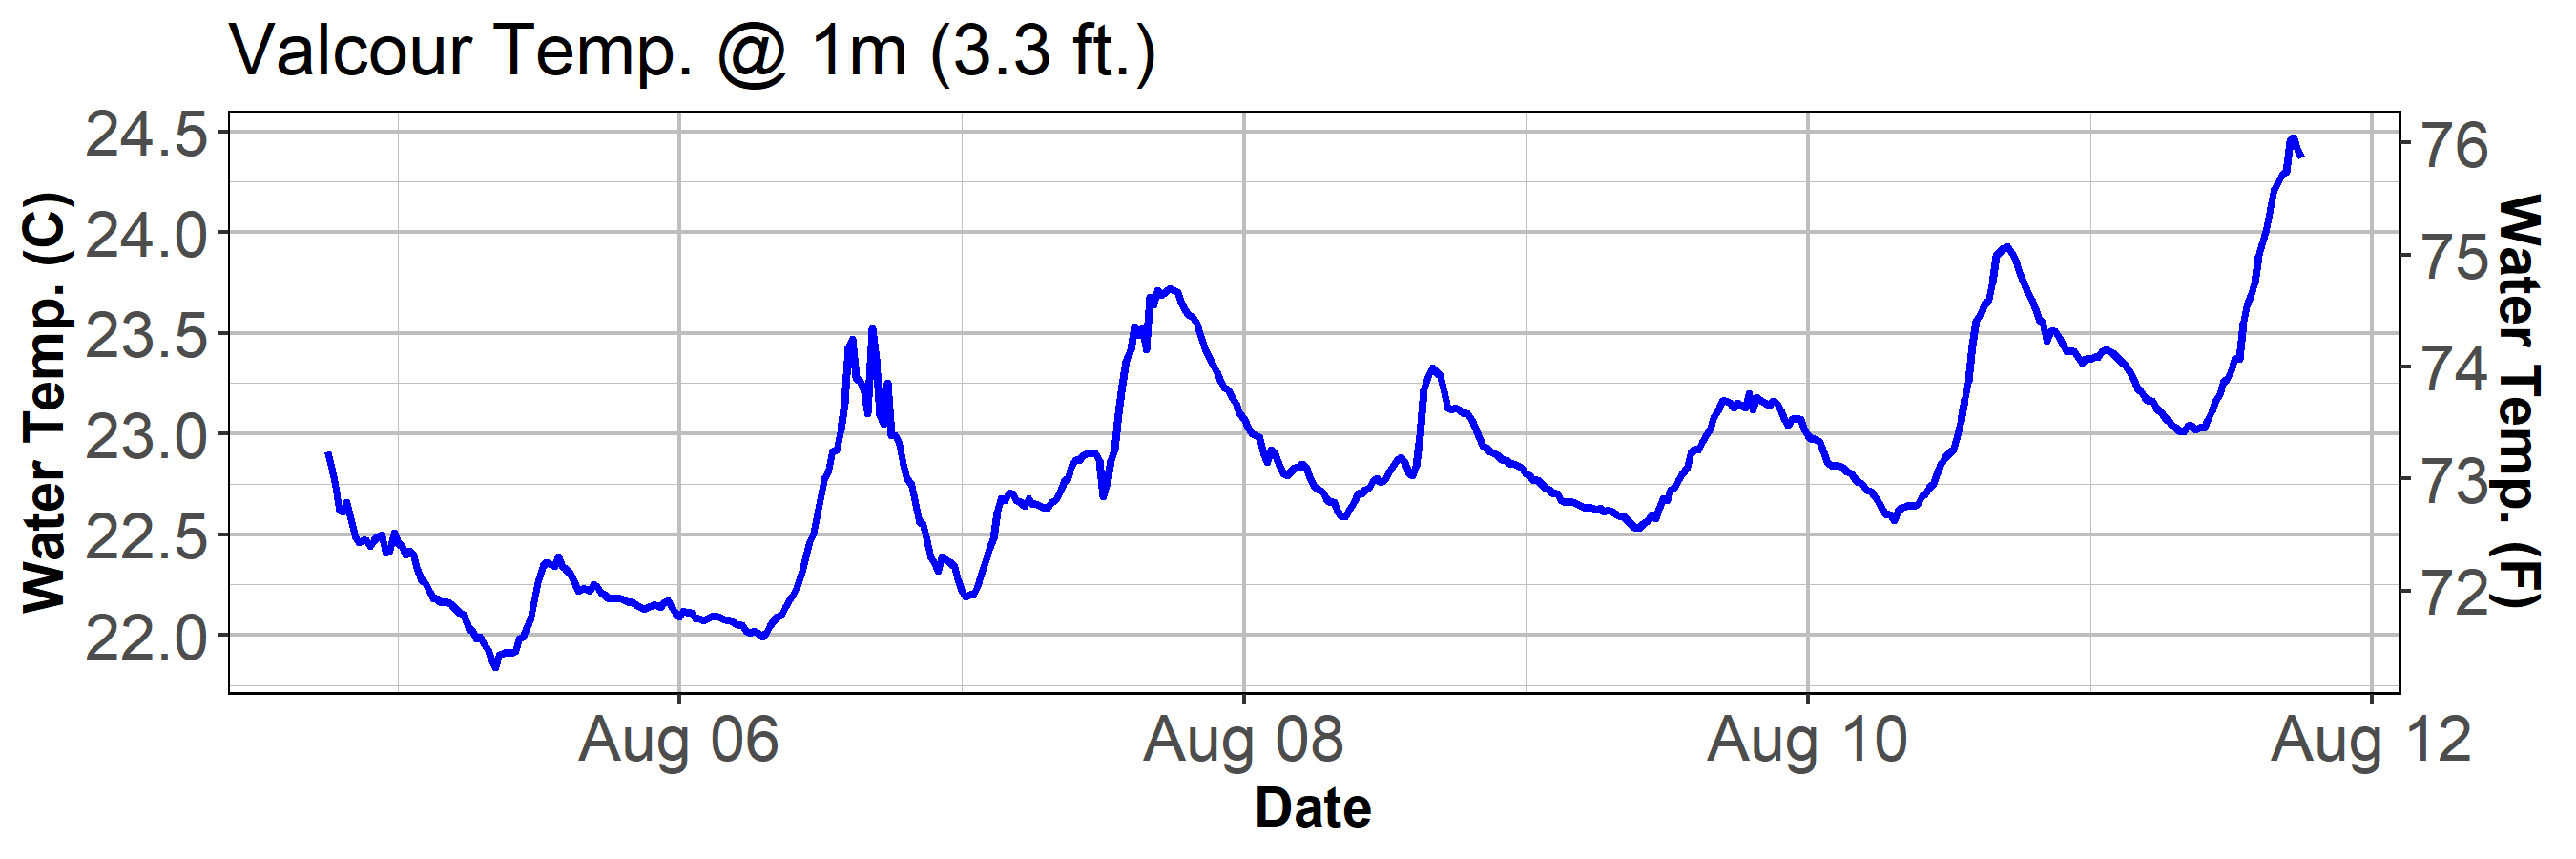 Valcour Temp. @ 1m (3.3 ft.)
Water Temp. (C)
24.5
24.0
23.5
23.0
22.5
22.0
76
75
74
73
72
Water Temp. (F)
Aug 06
Aug 08
Aug 10
Aug 12
Date